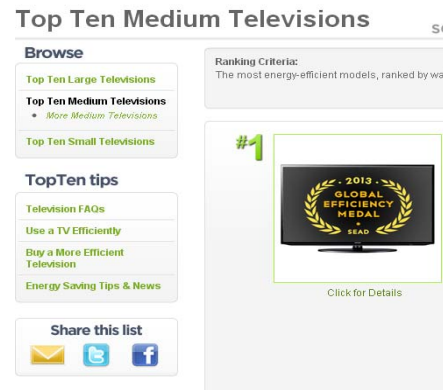 Top Ten Medium Televisions
Browse
Top Ten Large Televisions
Top Ten Medium Televisions
More Medium Televisions
Top Ten Small Televisions
TopTen tips
Television FAQs
Use a TV Efficiently
Buy a More Efficient
Television
Energy Saving Tips & News
Share this list
Ranking Criteria:
The most energy-efficient models, ranked by
#1
2013
GLOBAL
EFFICIENCY
MEDAL
SEAD
Click for Details